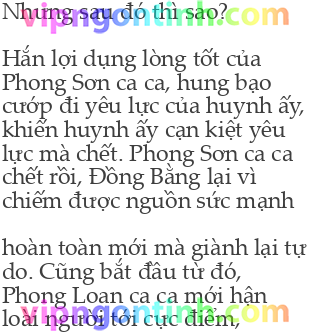 Nhưng sau đó thì sao?
Hắn lợi dụng lòng tốt của
Phong Sơn ca ca, hung bạo
cướp đi yêu lực của huynh ấy,
khiến huynh ấy cạn kiệt yêu
lực mà chết. Phong Sơn ca ca
chết rồi, Đồng Bằng lại vì
chiếm được nguồn sức mạnh
hoàn toàn mới mà giành lại tự
do. Cũng bắt đầu từ đó,
Phong Loan ca ca mới hận
loài người tới cực điểm,
vipngontinh.com
vipngontinh.com